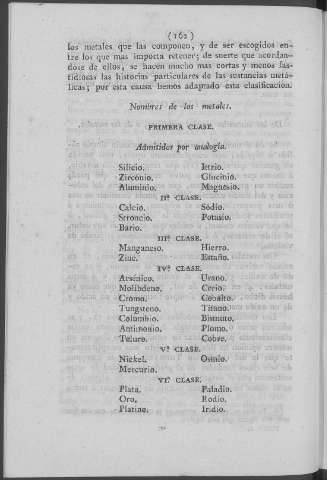 (162)
los metales que las componen, y de ser escogidos en-
tre los que mas importa retener; de suerte que acordan-
dose de ellos, se hacen mucho mas cortas y menos fas-
tidiosas las historias particulares de las sustancias metá-
licas; por esta causa hemos adaptado esta clasificacion.
Nombres de los metales.
PRIMERA CLASE.
Admitidos por analogía.
Silicio. Itrio.
Zirconio. Glucinio.
Aluminio. Magnesio.
IIª CLASE.
Calcio. Sodio.
Stroncio. Potasio.
Bario.
IIIª CLASE.
Manganeso. Hierro.
Zinc. Estaño.
IVª CLASE.
Arsénico. Urano.
Molibdeno. Cerio.
Cromo. Cobalto.
Tungsteno. Titano.
Columbio. Bismuto.
Antimonio. Plomo.
Teluro. Cobre.
Vª CLASE.
Nickel. Osmio.
Mercurio.
VIª CLASE.
Plata. Paladio.
Oro. Rodio.
Platino. Iridio.